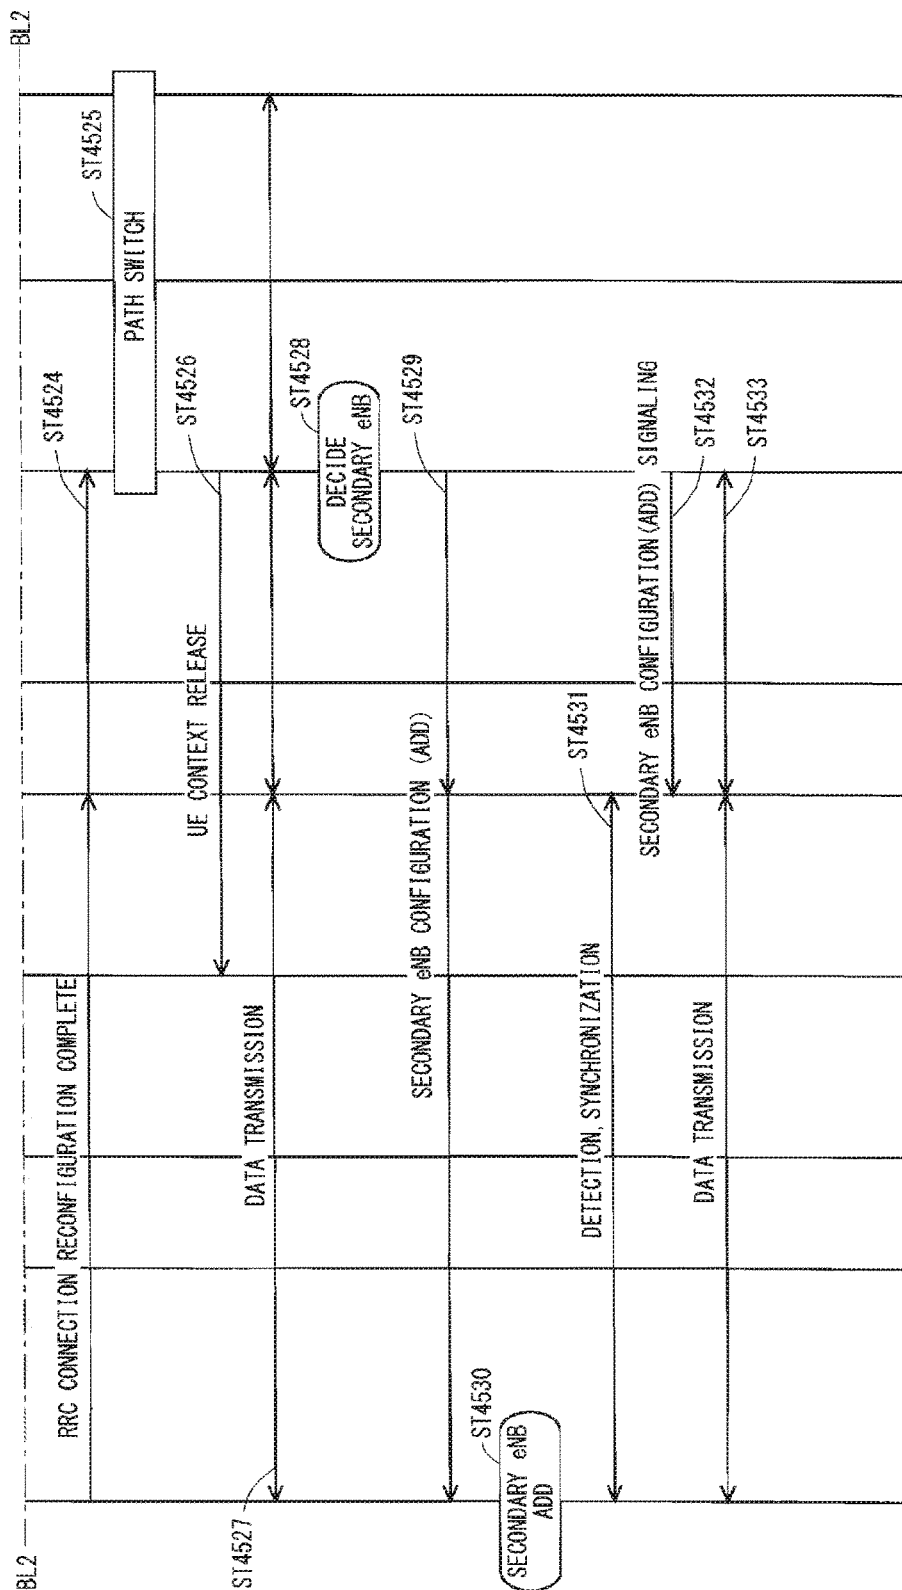 BL2
BL2
RRC CONNECTION RECONFIGURATION COMPLETE
ST4524
PATH SWITCH
ST4525
UE CONTEXT RELEASE
ST4526
ST4527
DATA TRANSMISSION
DECIDE
SECONDARY eNB
ST4528
SECONDARY eNB CONFIGURATION (ADD)
ST4529
SECONDARY eNB
ADD
ST4530
DETECTION, SYNCHRONIZATION
ST4531
SECONDARY eNB CONFIGURATION(ADD) SIGNALING
ST4532
DATA TRANSMISSION
ST4533